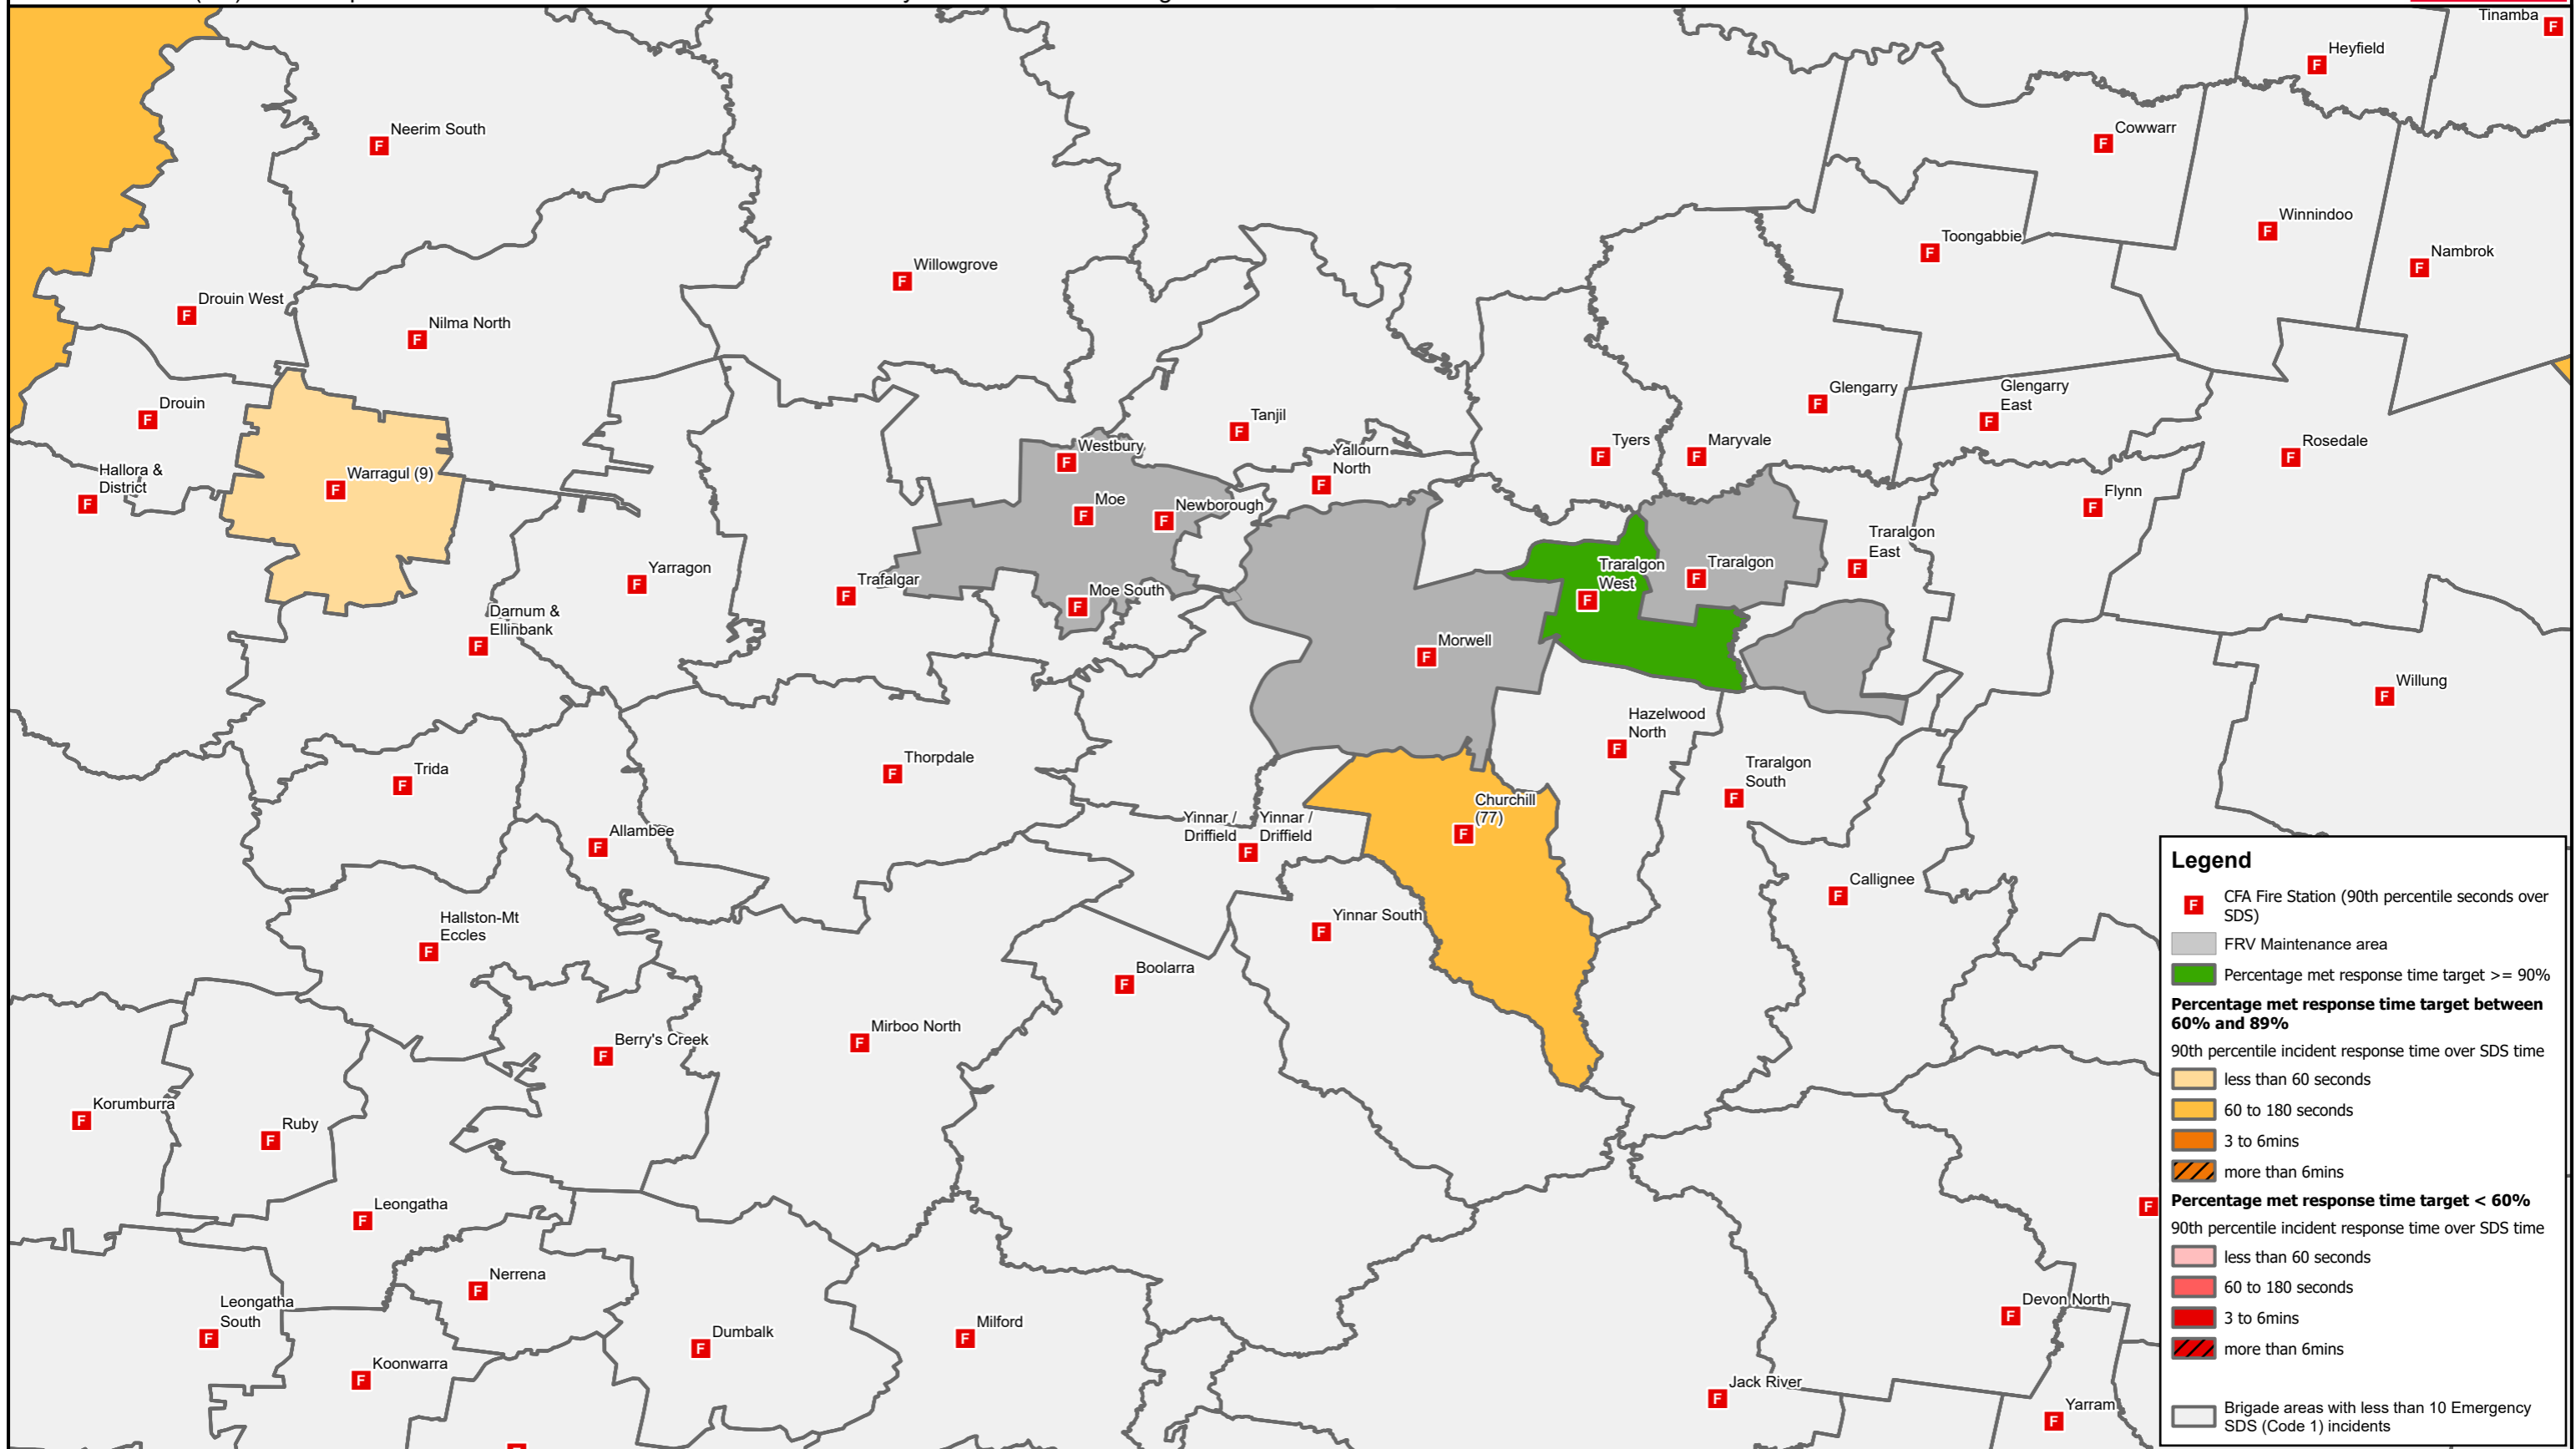 Tinamba
Heyfield
Neerim South
Cowwarr
Winnindoo
Toongabbie
Nambrok
Willowgrove
Drouin West
Nilma North
Glengarry
Glengarry
East
Drouin
Tanjil
Westbury
Yallourn
North
Tyers
Maryvale
Rosedale
Hallora &
District
Warragul (9)
Moe
Newborough
Flynn
Traralgon
East
Traralgon
West
Traralgon
Yarragon
Trafalgar
Moe South
Darnum &
Ellinbank
Morwell
Willung
Hazelwood
North
Trida
Thorpdale
Traralgon
South
Churchill
(77)
Yinnar /
Driffield
Yinnar /
Driffield
Allambee
Callignee
Hallston-Mt
Eccles
Yinnar South
Boolarra
Mirboo North
Berry's Creek
Korumburra
Ruby
Leongatha
Nerrena
Leongatha
South
Dumbalk
Milford
Devon North
Koonwarra
Jack River
Yarram
Legend
F CFA Fire Station (90th percentile seconds over
SDS)
FRV Maintenance area
Percentage met response time target >= 90%
Percentage met response time target between
60% and 89%
90th percentile incident response time over SDS time
less than 60 seconds
60 to 180 seconds
3 to 6mins
more than 6mins
Percentage met response time target < 60%
90th percentile incident response time over SDS time
less than 60 seconds
60 to 180 seconds
3 to 6mins
more than 6mins
Brigade areas with less than 10 Emergency
SDS (Code 1) incidents